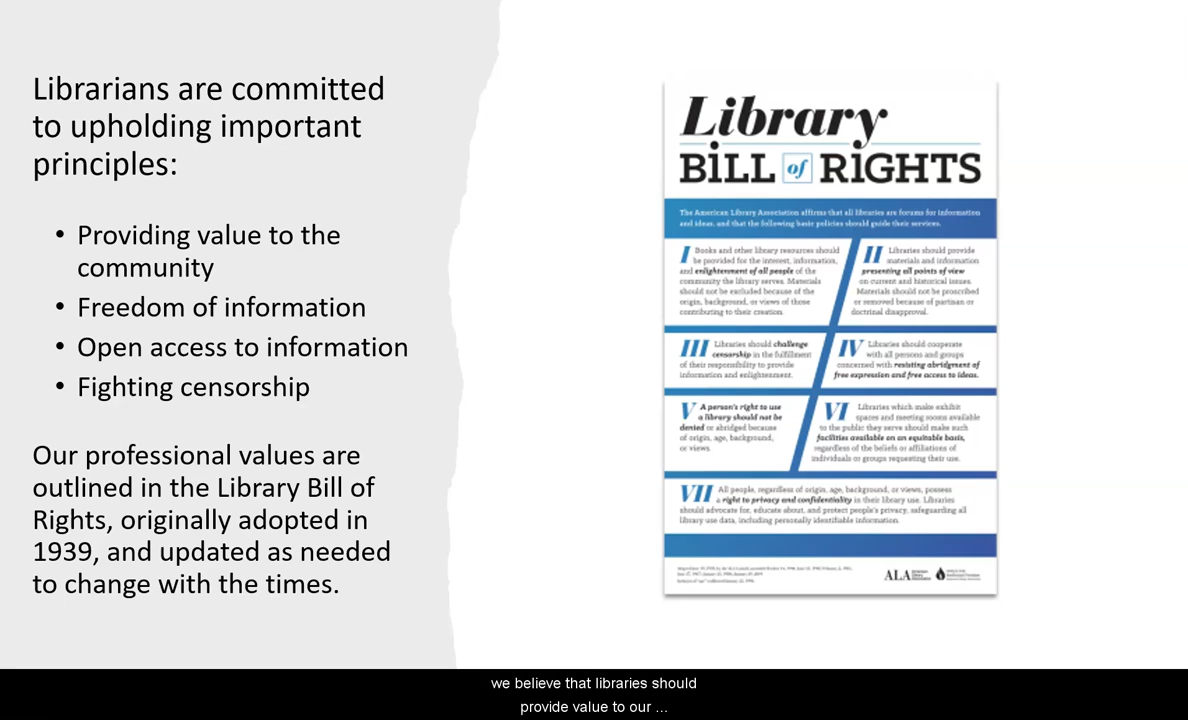 Librarians are committed
to upholding important
principles:
• Providing value to the
community
• Freedom of information
• Open access to information
• Fighting censorship
Our professional values are
outlined in the Library Bill of
Rights, originally adopted in
1939, and updated as needed
to change with the times.
Library
BiLL of RiGHTS
The American Library Association affirms that all libraries are forums for information
and ideas, and that the following basic policies should guide their services.
I Books and other library resources should
be provided for the interest, information,
and enlightenment of all people of the
community the library serves. Materials
should not be excluded because of the
origin, background, or views of those
contributing to their creation.
II Libraries should provide
materials and information
presenting all points of view
on current and historical issues.
Materials should not be proscribed
or removed because of partisan or
doctrinal disapproval.
III Libraries should challenge
censorship in the fulfillment
of their responsibility to provide
information and enlightenment.
IV Libraries should cooperate
with all persons and groups
concerned with resisting abridgment of
free expression and free access to ideas.
V A person's right to use
a library should not be
denied or abridged because
of origin, age, background,
or views.
VI Libraries which make exhibit
spaces and meeting rooms available
to the public they serve should make such
facilities available on an equitable basis,
regardless of the beliefs or affiliations of
individuals or groups requesting their use.
VII All people, regardless of origin, age, background, or views, possess
a right to privacy and confidentiality in their library use. Libraries
should advocate for, educate about, and protect people's privacy, safeguarding all
library use data, including personally identifiable information.
ALA American Library Association
we believe that libraries should
provide value to our ...